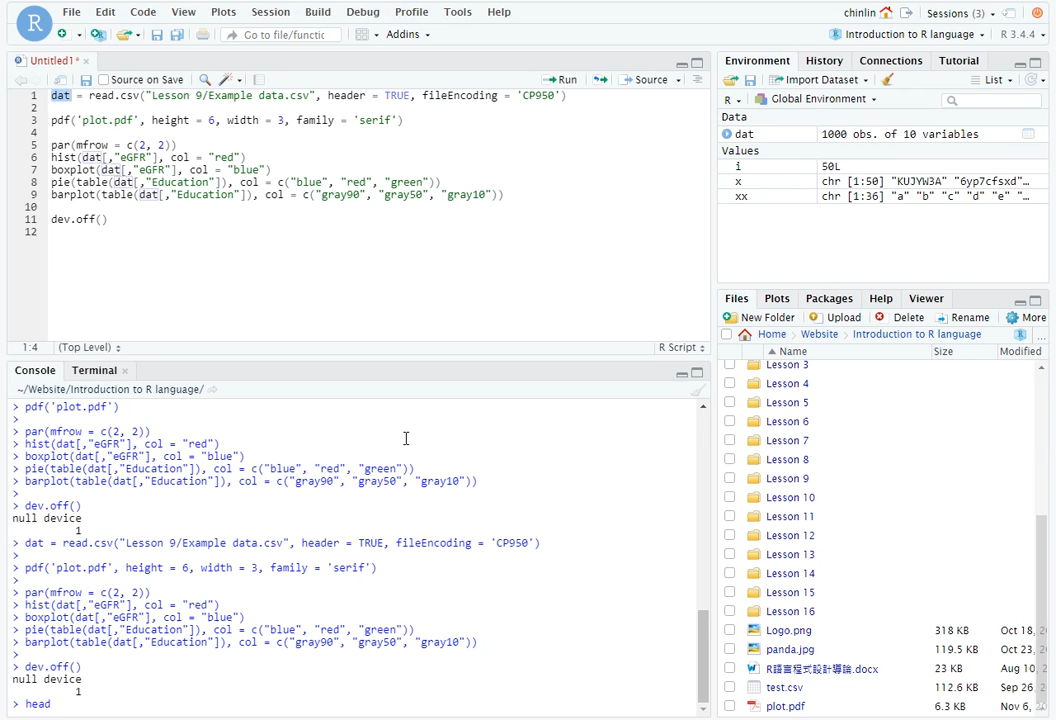 File Edit Code View Plots Session Build Debug Profile Tools Help
chinlin
Sessions (3)
R
Go to file/functic
Addins
Introduction to R language
R 3.4.4
Untitled1*
Source on Save
Run
Source
1 dat = read.csv("Lesson 9/Example data.csv", header = TRUE, fileEncoding = 'CP950')
2
3 pdf('plot.pdf', height = 6, width = 3, family = 'serif')
4
5 par(mfrow = c(2, 2))
6 hist(dat[,"eGFR"], col = "red")
7 boxplot(dat[,"eGFR"], col = "blue")
8 pie(table(dat[,"Education"]), col = c("blue", "red", "green"))
9 barplot(table(dat[,"Education"]), col = c("gray90", "gray50", "gray10"))
10
11 dev.off()
12
1:4 (Top Level) R Script
Console Terminal
~/Website/Introduction to R language/
> pdf('plot.pdf')
>
> par(mfrow = c(2, 2))
> hist(dat[,"eGFR"], col = "red")
> boxplot(dat[,"eGFR"], col = "blue")
> pie(table(dat[,"Education"]), col = c("blue", "red", "green"))
> barplot(table(dat[,"Education"]), col = c("gray90", "gray50", "gray10"))
>
> dev.off()
null device
1
> dat = read.csv("Lesson 9/Example data.csv", header = TRUE, fileEncoding = 'CP950')
>
> pdf('plot.pdf', height = 6, width = 3, family = 'serif')
>
> par(mfrow = c(2, 2))
> hist(dat[,"eGFR"], col = "red")
> boxplot(dat[,"eGFR"], col = "blue")
> pie(table(dat[,"Education"]), col = c("blue", "red", "green"))
> barplot(table(dat[,"Education"]), col = c("gray90", "gray50", "gray10"))
>
> dev.off()
null device
1
> head
Environment History Connections Tutorial
Import Dataset
List
R Global Environment
Data
dat 1000 obs. of 10 variables
Values
i 50L
x chr [1:50] "KUJYW3A" "6yp7cfsxd"…
xx chr [1:36] "a" "b" "c" "d" "e" …
Files Plots Packages Help Viewer
New Folder Upload Delete Rename More
Home Website Introduction to R language ...
Name Size Modified
Lesson 3
Lesson 4
Lesson 5
Lesson 6
Lesson 7
Lesson 8
Lesson 9
Lesson 10
Lesson 11
Lesson 12
Lesson 13
Lesson 14
Lesson 15
Lesson 16
Logo.png 318 KB Oct 18,
panda.jpg 119.5 KB Oct 23,
R語言程式設計導論.docx 23 KB Aug 10,
test.csv 112.6 KB Sep 26,
plot.pdf 6.3 KB Nov 6,